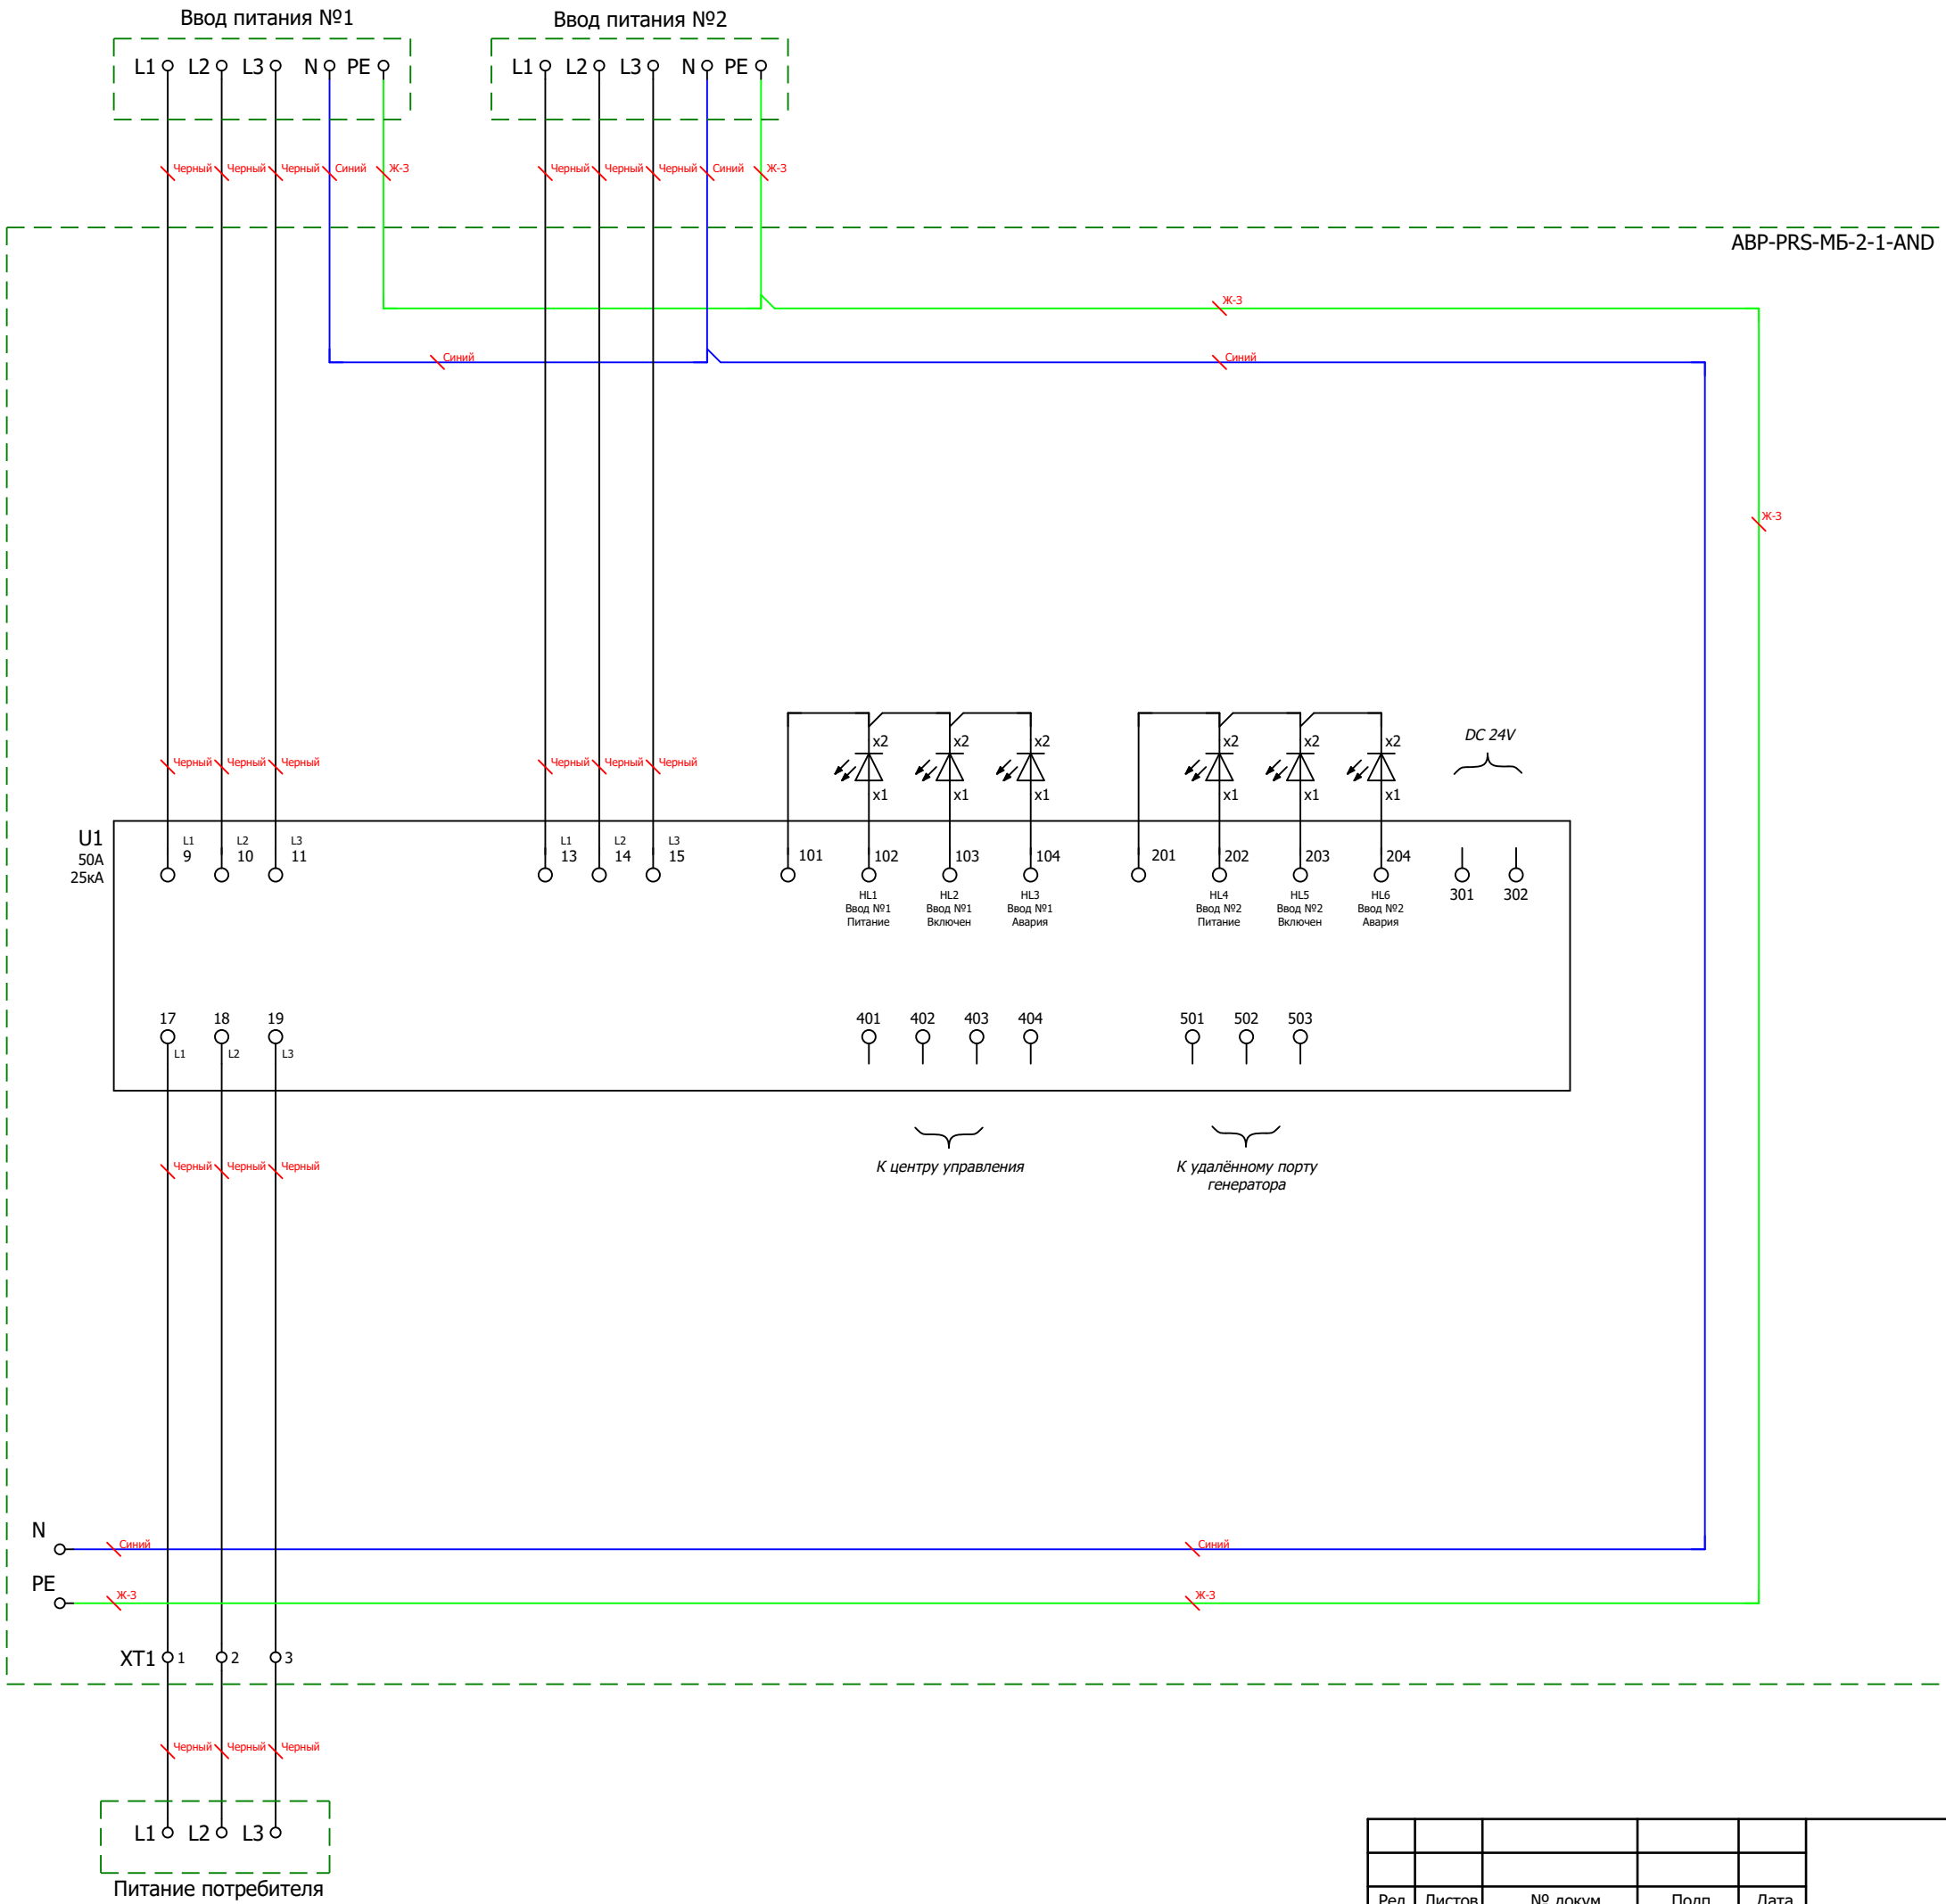 Ввод питания №1
Ввод питания №2
L1 L2 L3 N PE
L1 L2 L3 N PE
Черный Черный Черный Синий Ж-З
Черный Черный Черный Синий Ж-З
АВР-PRS-МБ-2-1-AND
Ж-З
Синий
Синий
Ж-З
DC 24V
x2 x2 x2
x2 x2 x2
Черный Черный Черный
Черный Черный Черный
x1 x1 x1
x1 x1 x1
U1
50А
25кА
L1 L2 L3
9 10 11
L1 L2 L3
13 14 15
101 102 103 104
201 202 203 204
301 302
HL1
Ввод №1
Питание
HL2
Ввод №1
Включен
HL3
Ввод №1
Авария
HL4
Ввод №2
Питание
HL5
Ввод №2
Включен
HL6
Ввод №2
Авария
17 18 19
L1 L2 L3
401 402 403 404
501 502 503
К центру управления
К удалённому порту
генератора
Черный Черный Черный
N
Синий
Синий
PE
Ж-З
Ж-З
XT1 1 2 3
Черный Черный Черный
L1 L2 L3
Питание потребителя
Ред Листов № докум. Подп. Дата